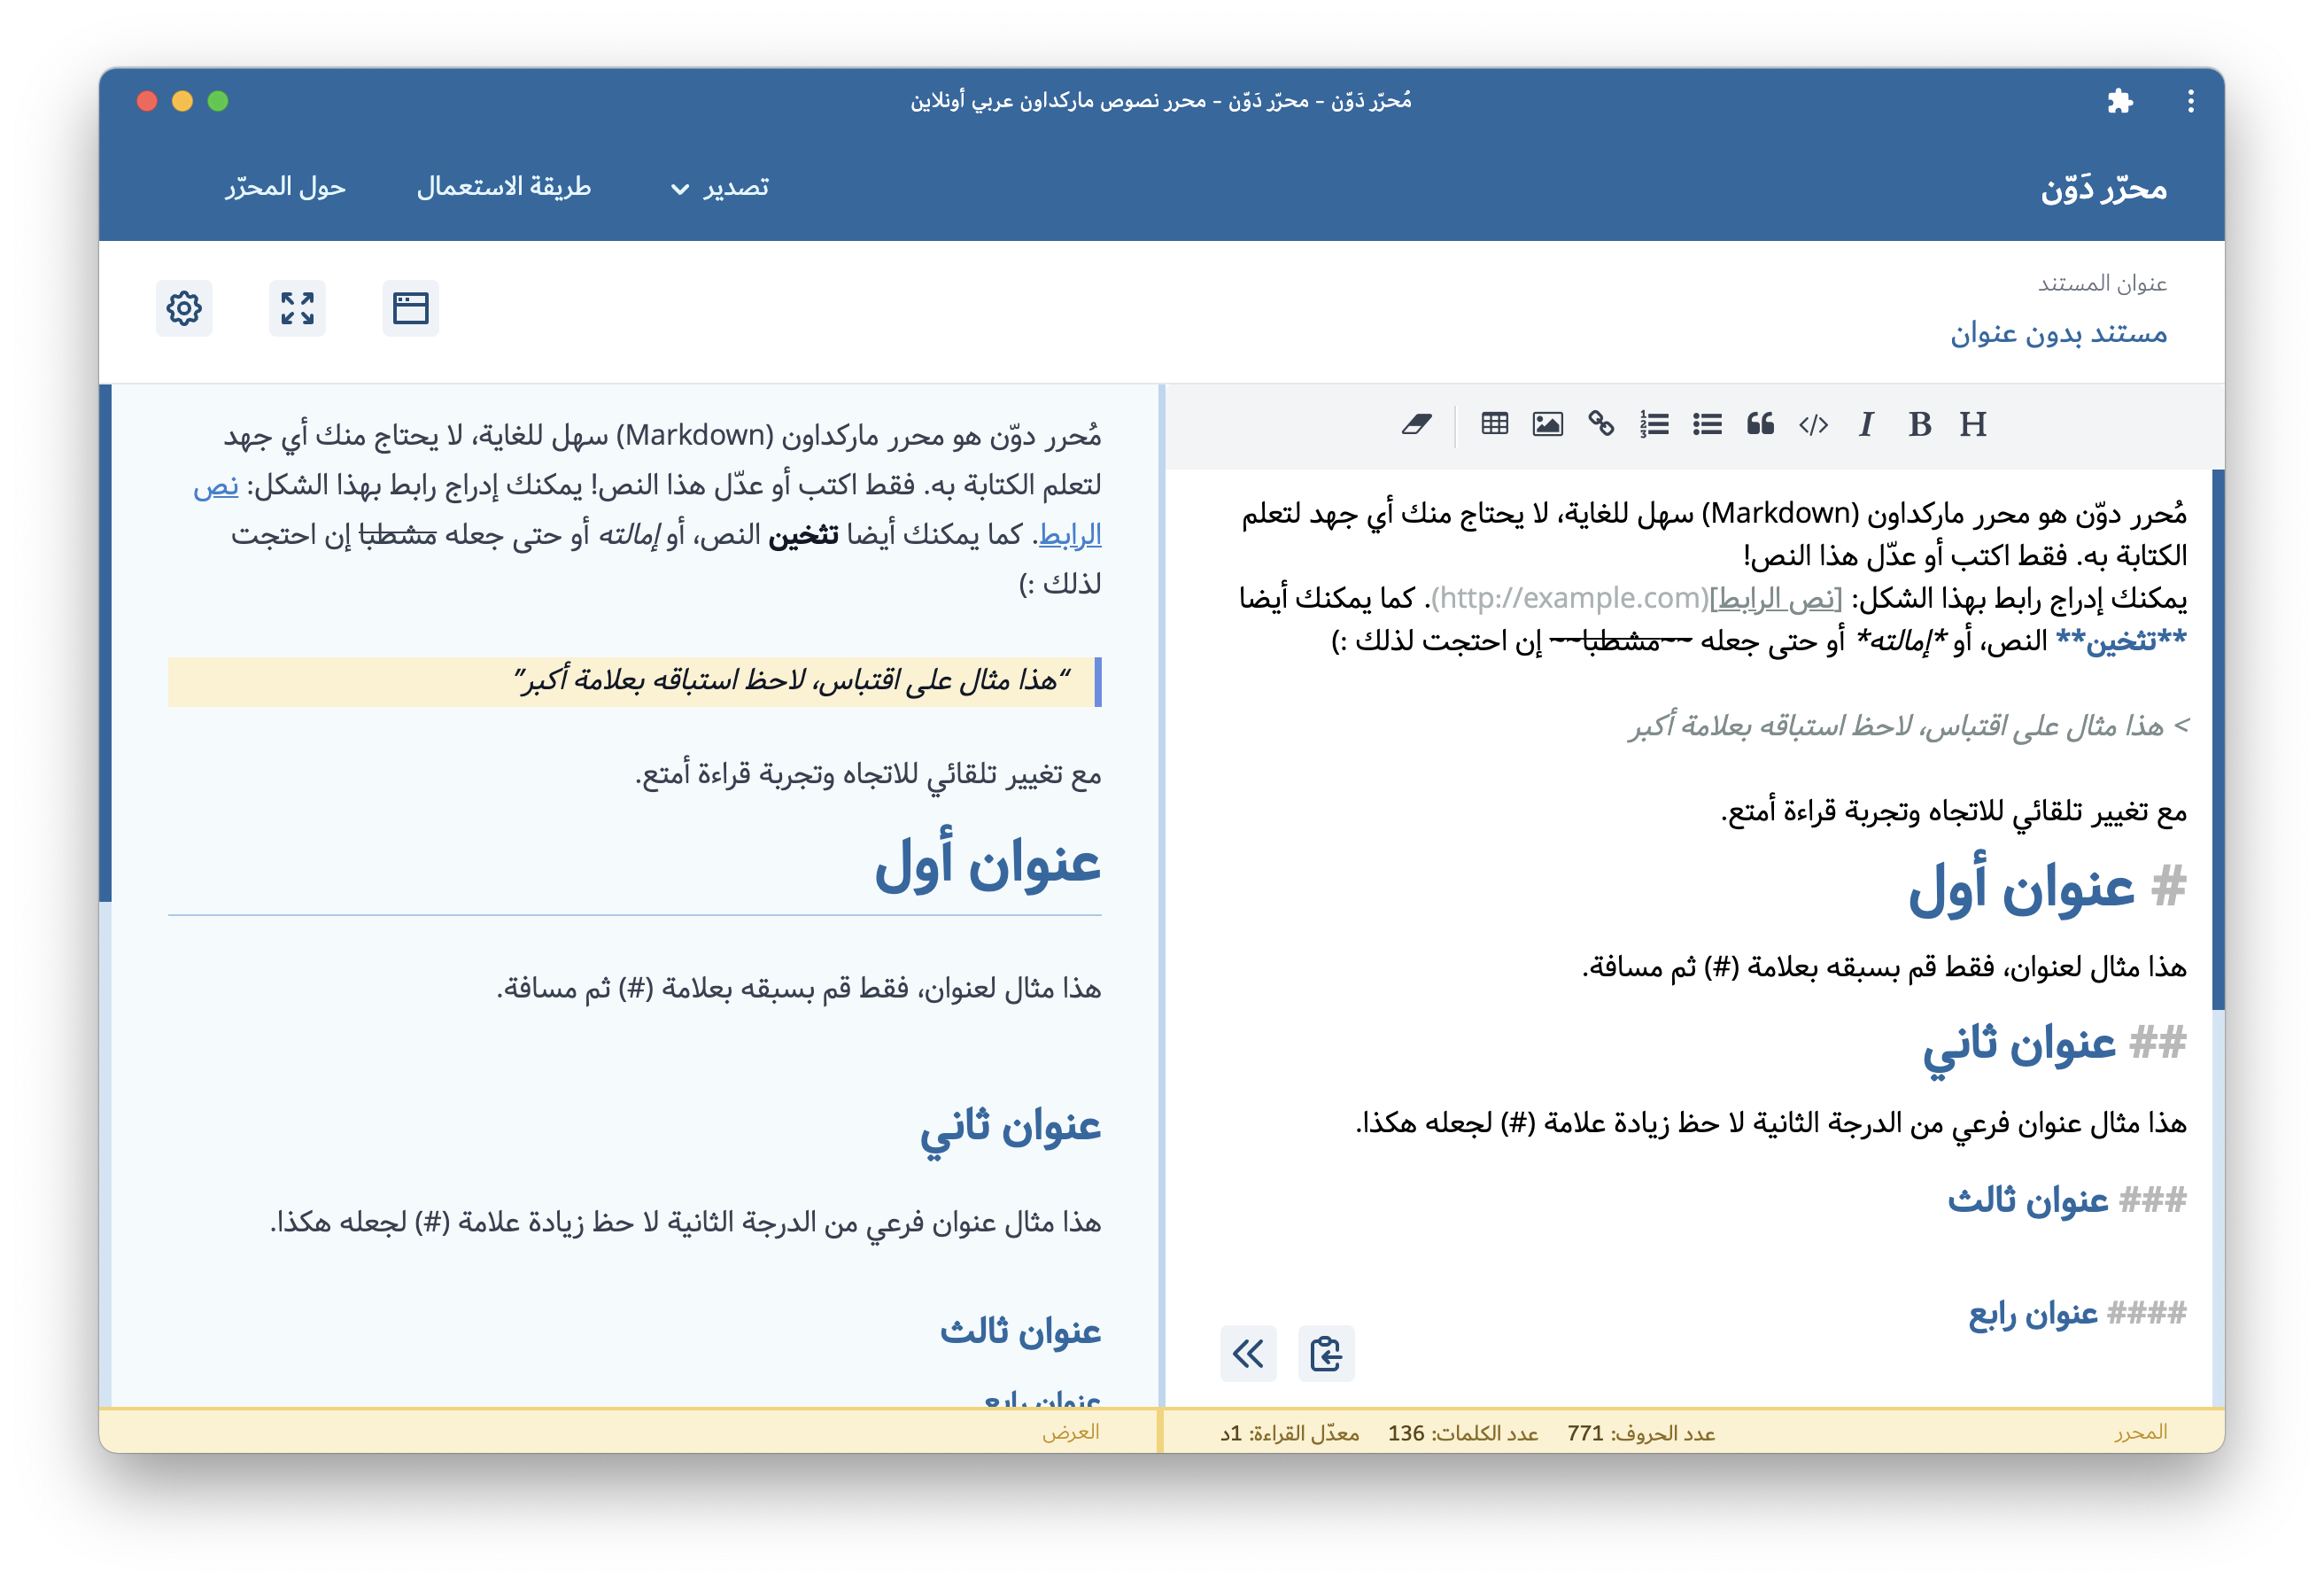 مُحرّر دَوّن - محرّر دَوّن - محرر نصوص ماركداون عربي أونلاين
محرّر دَوّن
تصدير
طريقة الاستعمال
حول المحرّر
عنوان المستند
مستند بدون عنوان
H B I </>
مُحرر دوّن هو محرر ماركداون (Markdown) سهل للغاية، لا يحتاج منك أي جهد لتعلم
الكتابة به. فقط اكتب أو عدّل هذا النص!
يمكنك إدراج رابط بهذا الشكل: [نص الرابط](http://example.com). كما يمكنك أيضا
**تثخين** النص، أو *إمالته* أو حتى جعله ~~مشطبا~~ إن احتجت لذلك :)
> هذا مثال على اقتباس، لاحظ استباقه بعلامة أكبر
مع تغيير تلقائي للاتجاه وتجربة قراءة أمتع.
# عنوان أول
هذا مثال لعنوان، فقط قم بسبقه بعلامة (#) ثم مسافة.
## عنوان ثاني
هذا مثال عنوان فرعي من الدرجة الثانية لا حظ زيادة علامة (#) لجعله هكذا.
### عنوان ثالث
#### عنوان رابع
مُحرر دوّن هو محرر ماركداون (Markdown) سهل للغاية، لا يحتاج منك أي جهد
لتعلم الكتابة به. فقط اكتب أو عدّل هذا النص! يمكنك إدراج رابط بهذا الشكل: نص
الرابط. كما يمكنك أيضا تثخين النص، أو إمالته أو حتى جعله مشطبا إن احتجت
لذلك :)
“هذا مثال على اقتباس، لاحظ استباقه بعلامة أكبر”
مع تغيير تلقائي للاتجاه وتجربة قراءة أمتع.
عنوان أول
هذا مثال لعنوان، فقط قم بسبقه بعلامة (#) ثم مسافة.
عنوان ثاني
هذا مثال عنوان فرعي من الدرجة الثانية لا حظ زيادة علامة (#) لجعله هكذا.
عنوان ثالث
عنوان رابع
المحرر
عدد الحروف: 771 عدد الكلمات: 136 معدّل القراءة: 1د
العرض